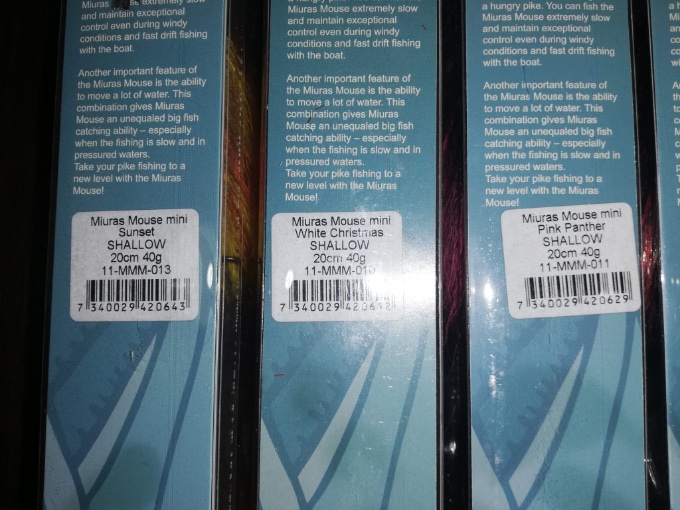 Miuras extremely slow
and maintain exceptional
control even during windy
conditions and fast drift fishing
with the boat.
Another important feature of
the Miuras Mouse is the ability
to move a lot of water. This
combination gives Miuras
Mouse an unequaled big fish
catching ability – especially
when the fishing is slow and in
pressured waters.
Take your pike fishing to a
new level with the Miuras
Mouse!
Miuras Mouse mini
Sunset
SHALLOW
20cm 40g
11-MMM-013
7 340029 420643
a hungry pike. You can fish the
Miuras Mouse extremely slow
and maintain exceptional
control even during windy
conditions and fast drift fishing
with the boat.
Another important feature of
the Miuras Mouse is the ability
to move a lot of water. This
combination gives Miuras
Mouse an unequaled big fish
catching ability – especially
when the fishing is slow and in
pressured waters.
Take your pike fishing to a
new level with the Miuras
Mouse!
Miuras Mouse mini
White Christmas
SHALLOW
20cm 40g
11-MMM-010
7 340029
a hungry pike. You can fish the
Miuras Mouse extremely slow
and maintain exceptional
control even during windy
conditions and fast drift fishing
with the boat.
Another important feature of
the Miuras Mouse is the ability
to move a lot of water. This
combination gives Miuras
Mouse an unequaled big fish
catching ability – especially
when the fishing is slow and in
pressured waters.
Take your pike fishing to a
new level with the Miuras
Mouse!
Miuras Mouse mini
Pink Panther
SHALLOW
20cm 40g
11-MMM-011
7 340029 420629